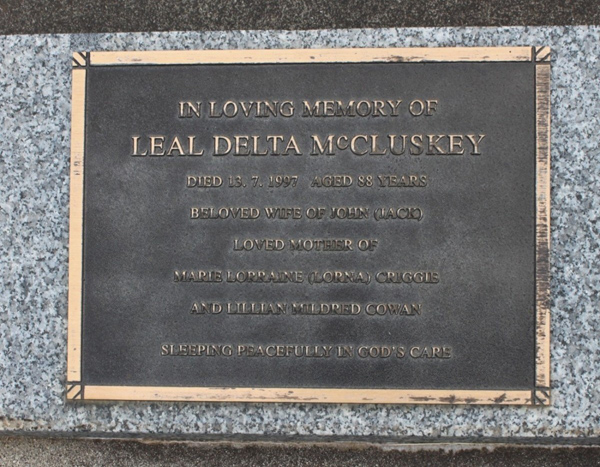 IN LOVING MEMORY OF
LEAL DELTA McCLUSKEY
DIED 13. 7. 1997 AGED 88 YEARS
BELOVED WIFE OF JOHN (JACK)
LOVED MOTHER OF
MARIE LORRAINE (LORNA) CRIGGIE
AND LILLIAN MILDRED COWAN
SLEEPING PEACEFULLY IN GOD'S CARE